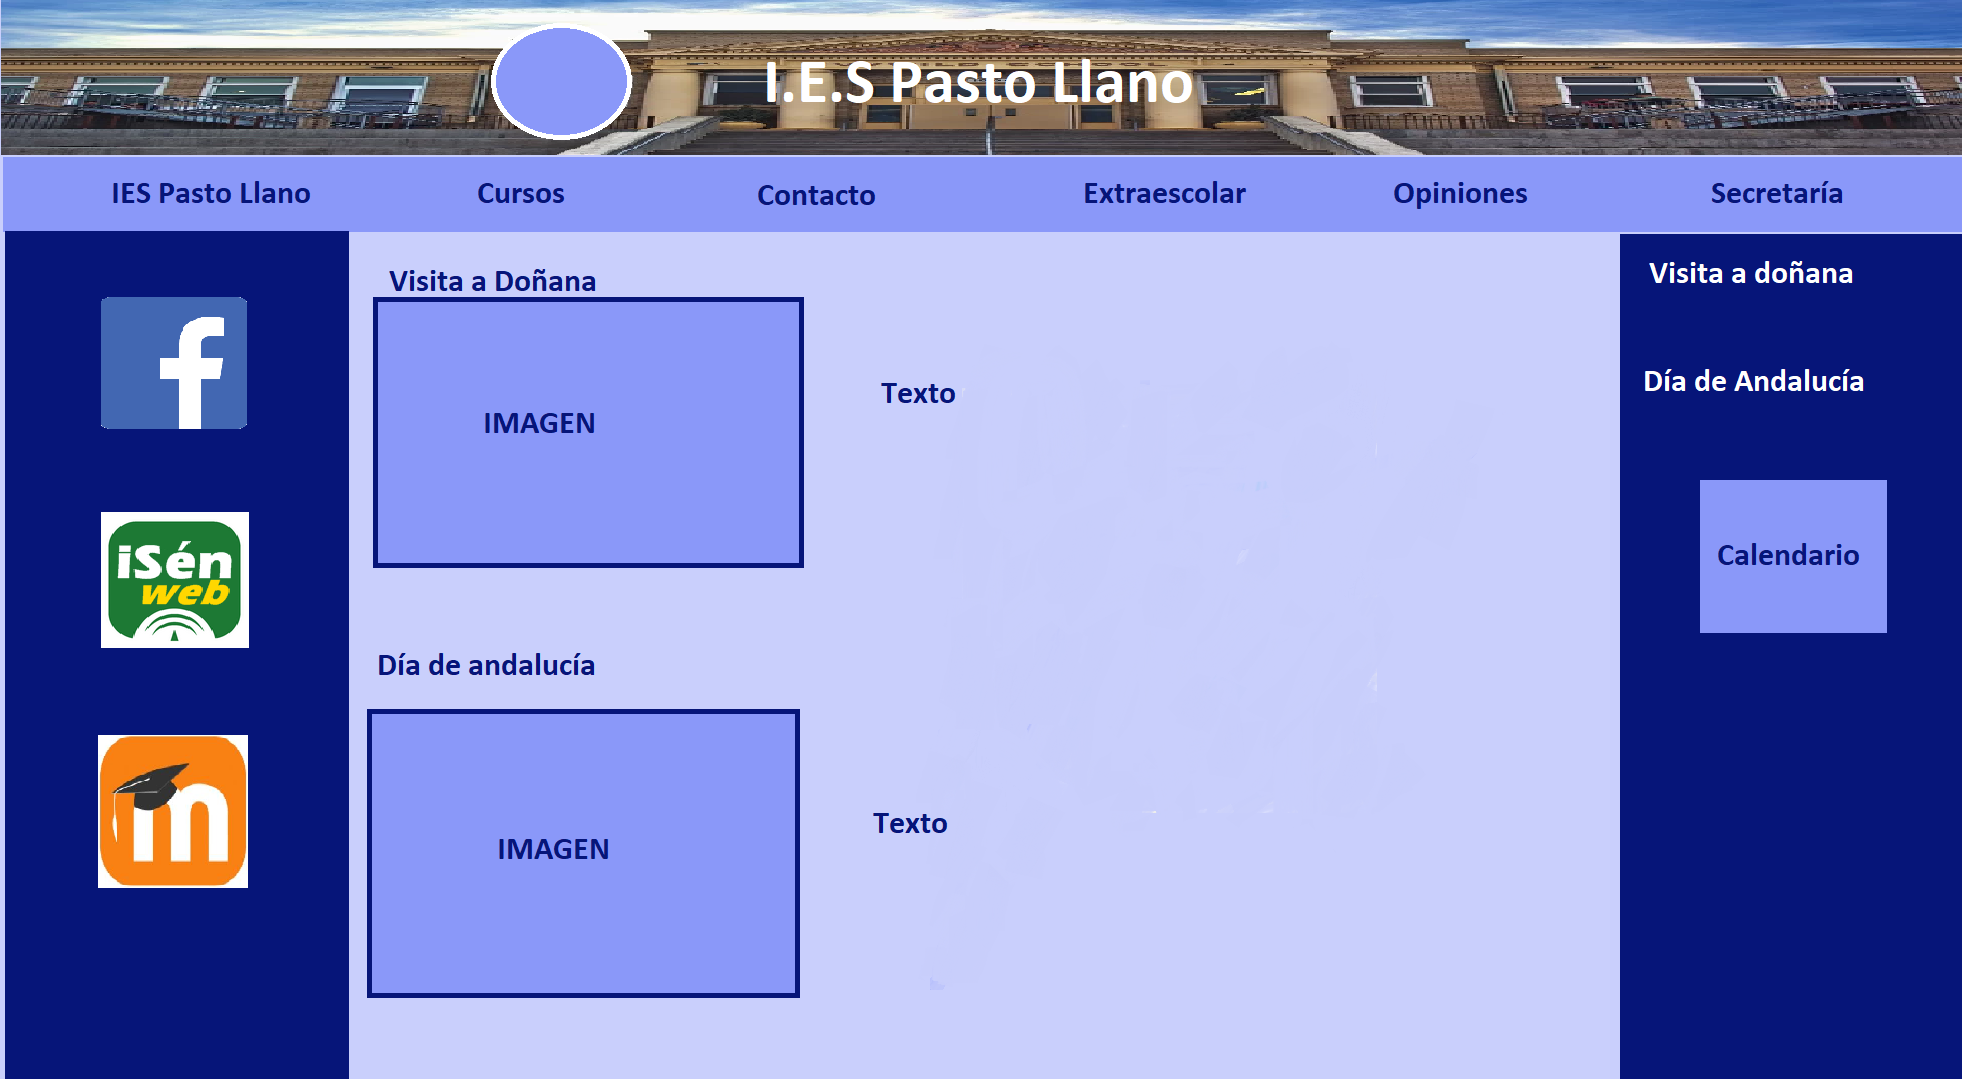 I.E.S Pasto Llano
IES Pasto Llano
Cursos
Contacto
Extraescolar
Opiniones
Secretaría
f
iSén
web
m
Visita a Doñana
IMAGEN
Texto
Día de andalucía
IMAGEN
Texto
Visita a doñana
Día de Andalucía
Calendario